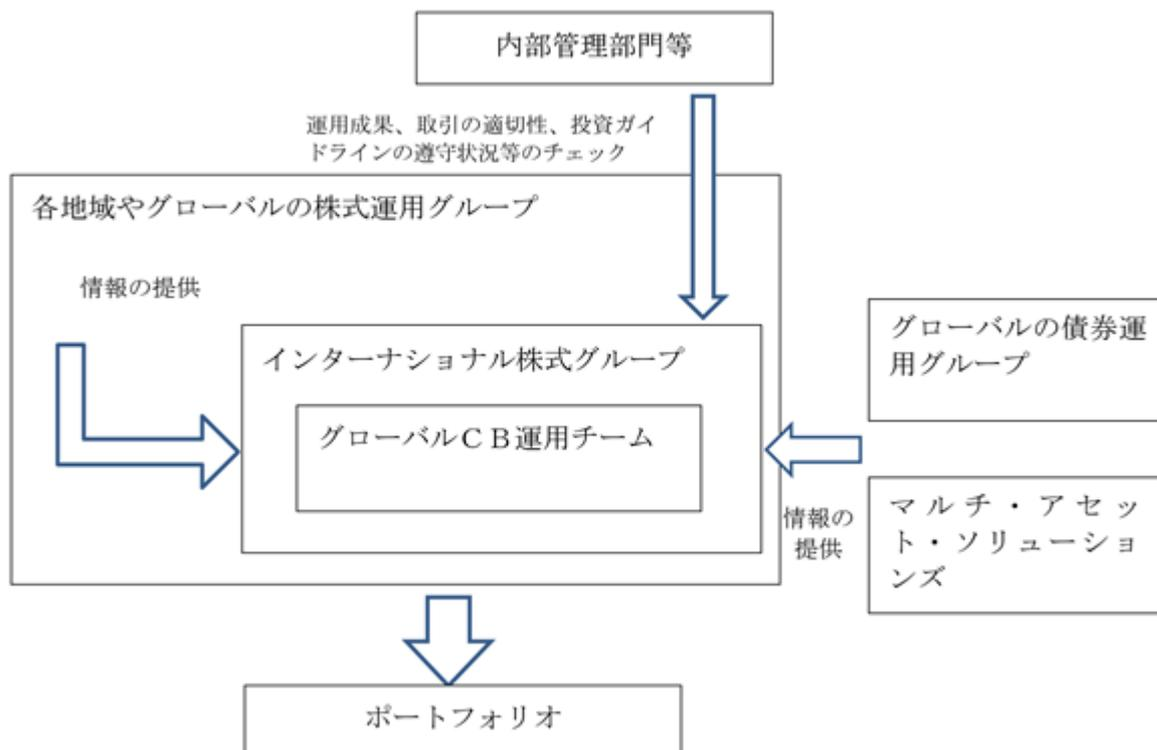 内部管理部門等
運用成果、取引の適切性、投資ガイ
ドラインの遵守状況等のチェック
各地域やグローバルの株式運用グループ
情報の提供
インターナショナル株式グループ
グローバルCB運用チーム
グローバルの債券運
用グループ
情報の
提供
マルチ・アセッ
ト・ソリューショ
ンズ
ポートフォリオ